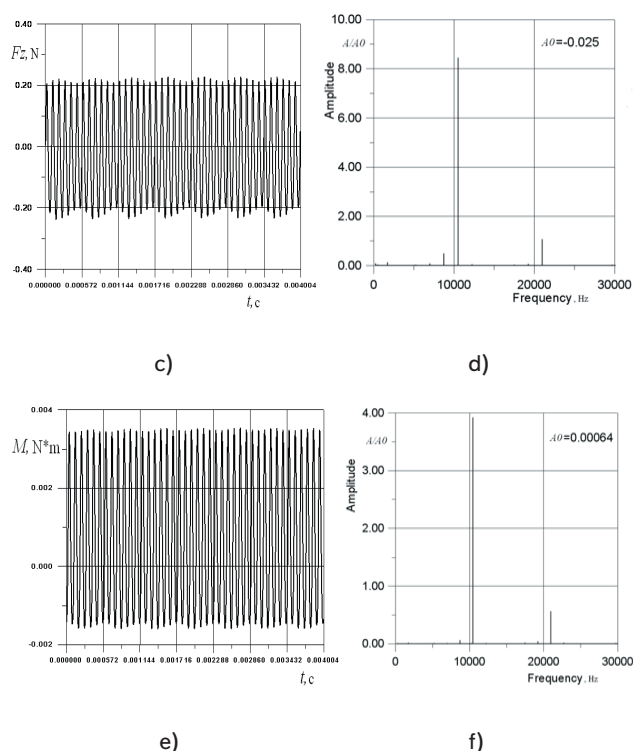 0.40
Fz, N
0.20
0.00
-0.20
-0.40
0.000000 0.000572 0.001144 0.001716 0.002288 0.002860 0.003432 0.004004
t, c
10.00
A/A0
A0=-0.025
8.00
Amplitude
6.00
4.00
2.00
0.00
0 10000 20000 30000
Frequency, Hz
c)
d)
0.004
M, N*m
0.002
0.000
-0.002
0.000000 0.000572 0.001144 0.001716 0.002288 0.002860 0.003432 0.004004
t, c
4.00
A/A0
A0=0.00064
3.00
Amplitude
2.00
1.00
0.00
0 10000 20000 30000
Frequency, Hz
e)
f)